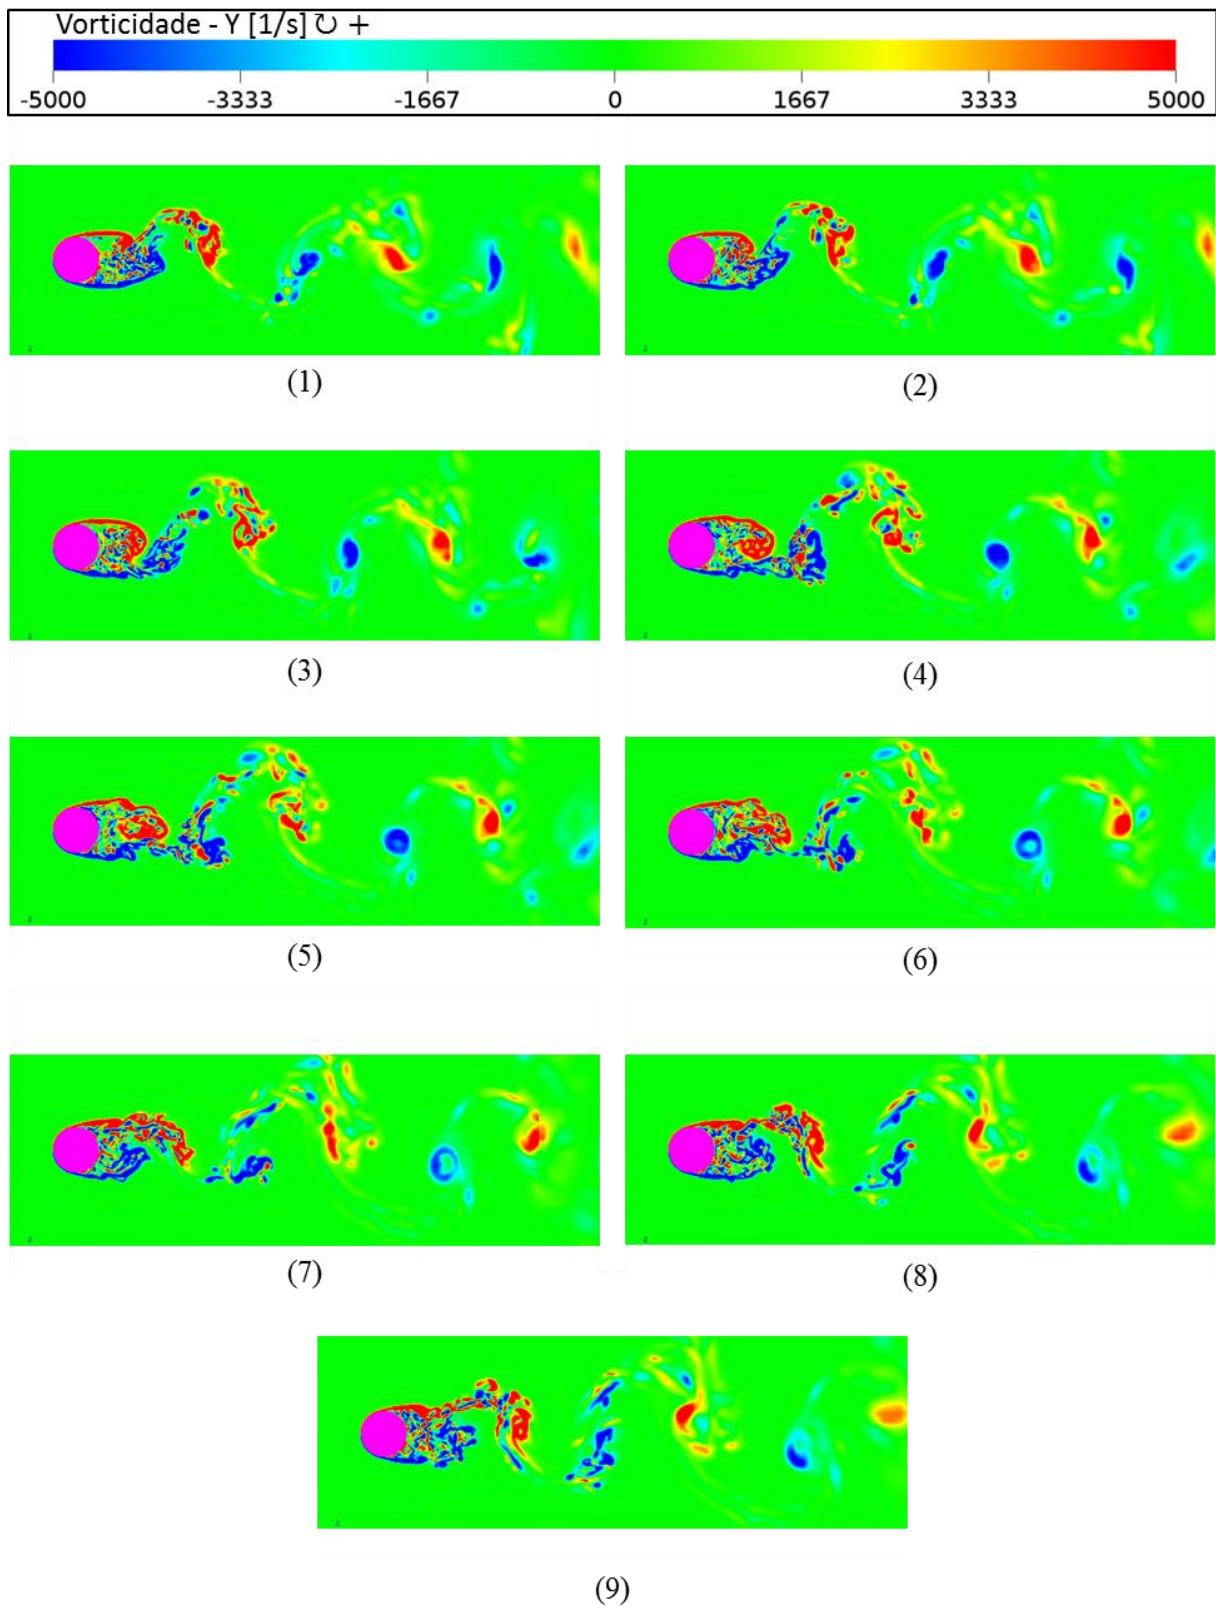 Vorticidade - Y [1/s] ↻ +
-5000 -3333 -1667 0 1667 3333 5000
(1) (2)
(3) (4)
(5) (6)
(7) (8)
(9)